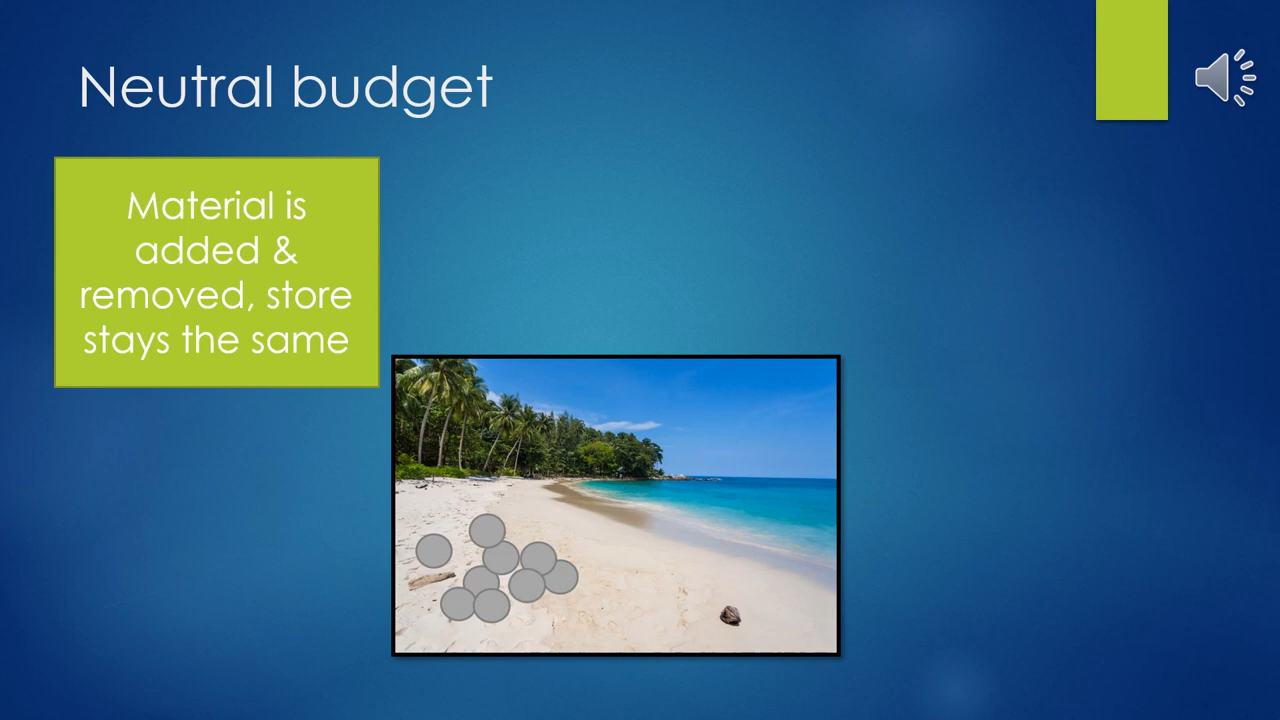 Neutral budget
Material is
added &
removed, store
stays the same